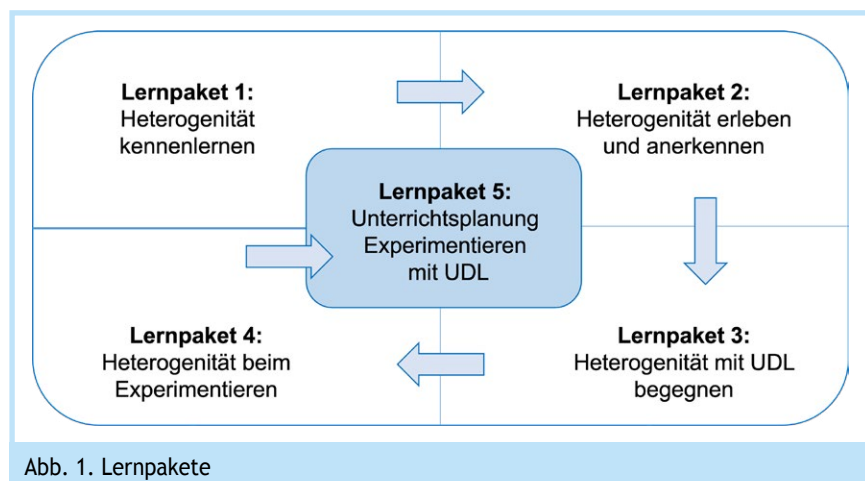 Lernpaket 1:
Heterogenität
kennenlernen
Lernpaket 2:
Heterogenität erleben
und anerkennen
Lernpaket 5:
Unterrichtsplanung
Experimentieren
mit UDL
Lernpaket 4:
Heterogenität beim
Experimentieren
Lernpaket 3:
Heterogenität mit UDL
begegnen
Abb. 1. Lernpakete